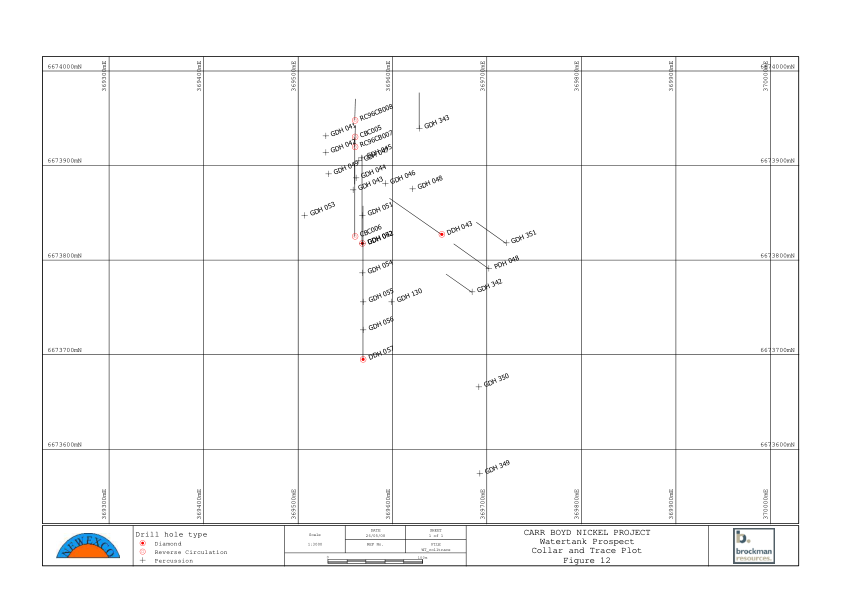 6674000mN
6674000mN
369300mE
369400mE
369500mE
369600mE
369700mE
369800mE
369900mE
370000mE
RC96CB008
GDH 343
GDH 041
CBC005
GDH 042
RC96CB007
6673900mN
6673900mN
GDH 044
GDH 046
GDH 043
GDH 048
GDH 053
GDH 051
DDH 043
CBC006
GDH 351
6673800mN
6673800mN
GDH 054
PDH 048
GDH 342
GDH 055
GDH 130
GDH 056
6673700mN
6673700mN
DDH 057
GDH 350
6673600mN
6673600mN
GDH 349
369300mE
369400mE
369500mE
369600mE
369700mE
369800mE
369900mE
370000mE
NEWEXCO
Drill hole type
Diamond
Reverse Circulation
Percussion
Scale
DATE
SHEET
1 of 1
REF No.
FILE
CARR BOYD NICKEL PROJECT
Watertank Prospect
Collar and Trace Plot
Figure 12
b.
brockman
resources.